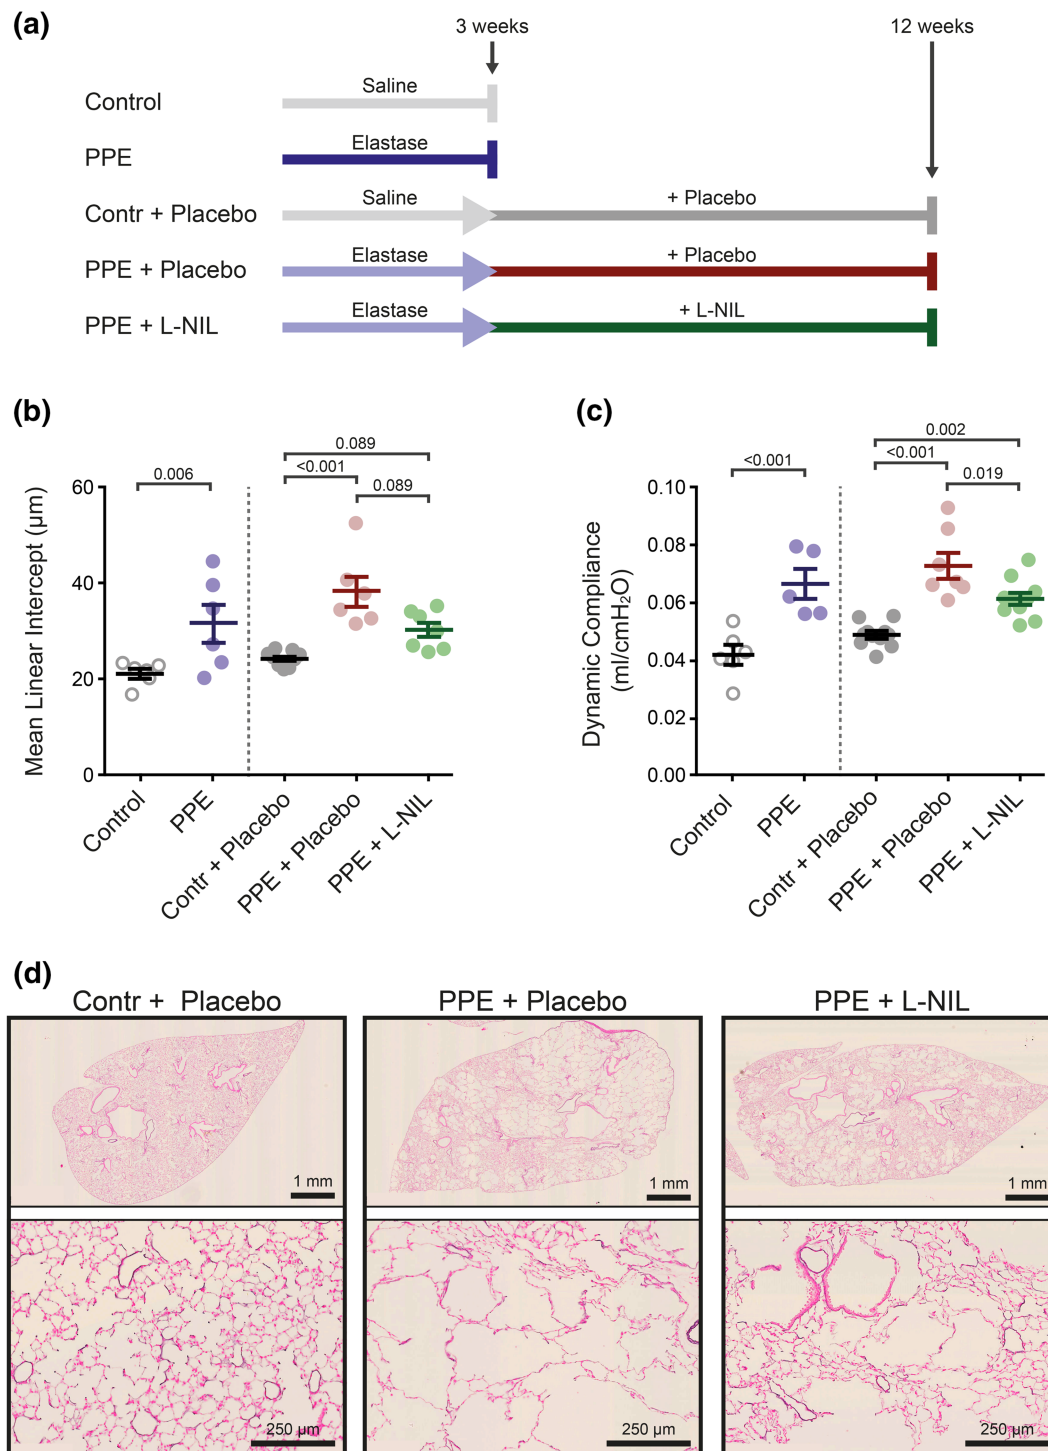 (a)
3 weeks
12 weeks
Control
Saline
PPE
Elastase
Contr + Placebo
Saline
+ Placebo
PPE + Placebo
Elastase
+ Placebo
PPE + L-NIL
Elastase
+ L-NIL
(b)
Mean Linear Intercept (µm)
60
40
20
0
0.006
0.089
<0.001
0.089
Control
PPE
Contr + Placebo
PPE + Placebo
PPE + L-NIL
(c)
Dynamic Compliance
(ml/cmH₂O)
0.10
0.08
0.06
0.04
0.02
0.00
<0.001
0.002
<0.001
0.019
Control
PPE
Contr + Placebo
PPE + Placebo
PPE + L-NIL
(d)
Contr + Placebo
PPE + Placebo
PPE + L-NIL
1 mm
1 mm
1 mm
250 µm
250 µm
250 µm